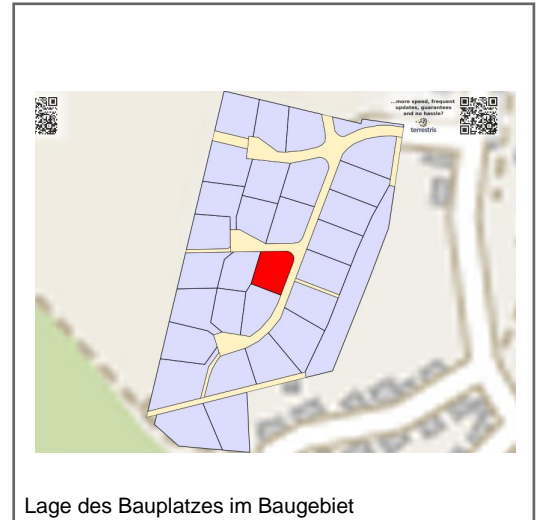 ...more speed, frequent
updates, guarantees
and no hassle?
terrestris
Lage des Bauplatzes im Baugebiet